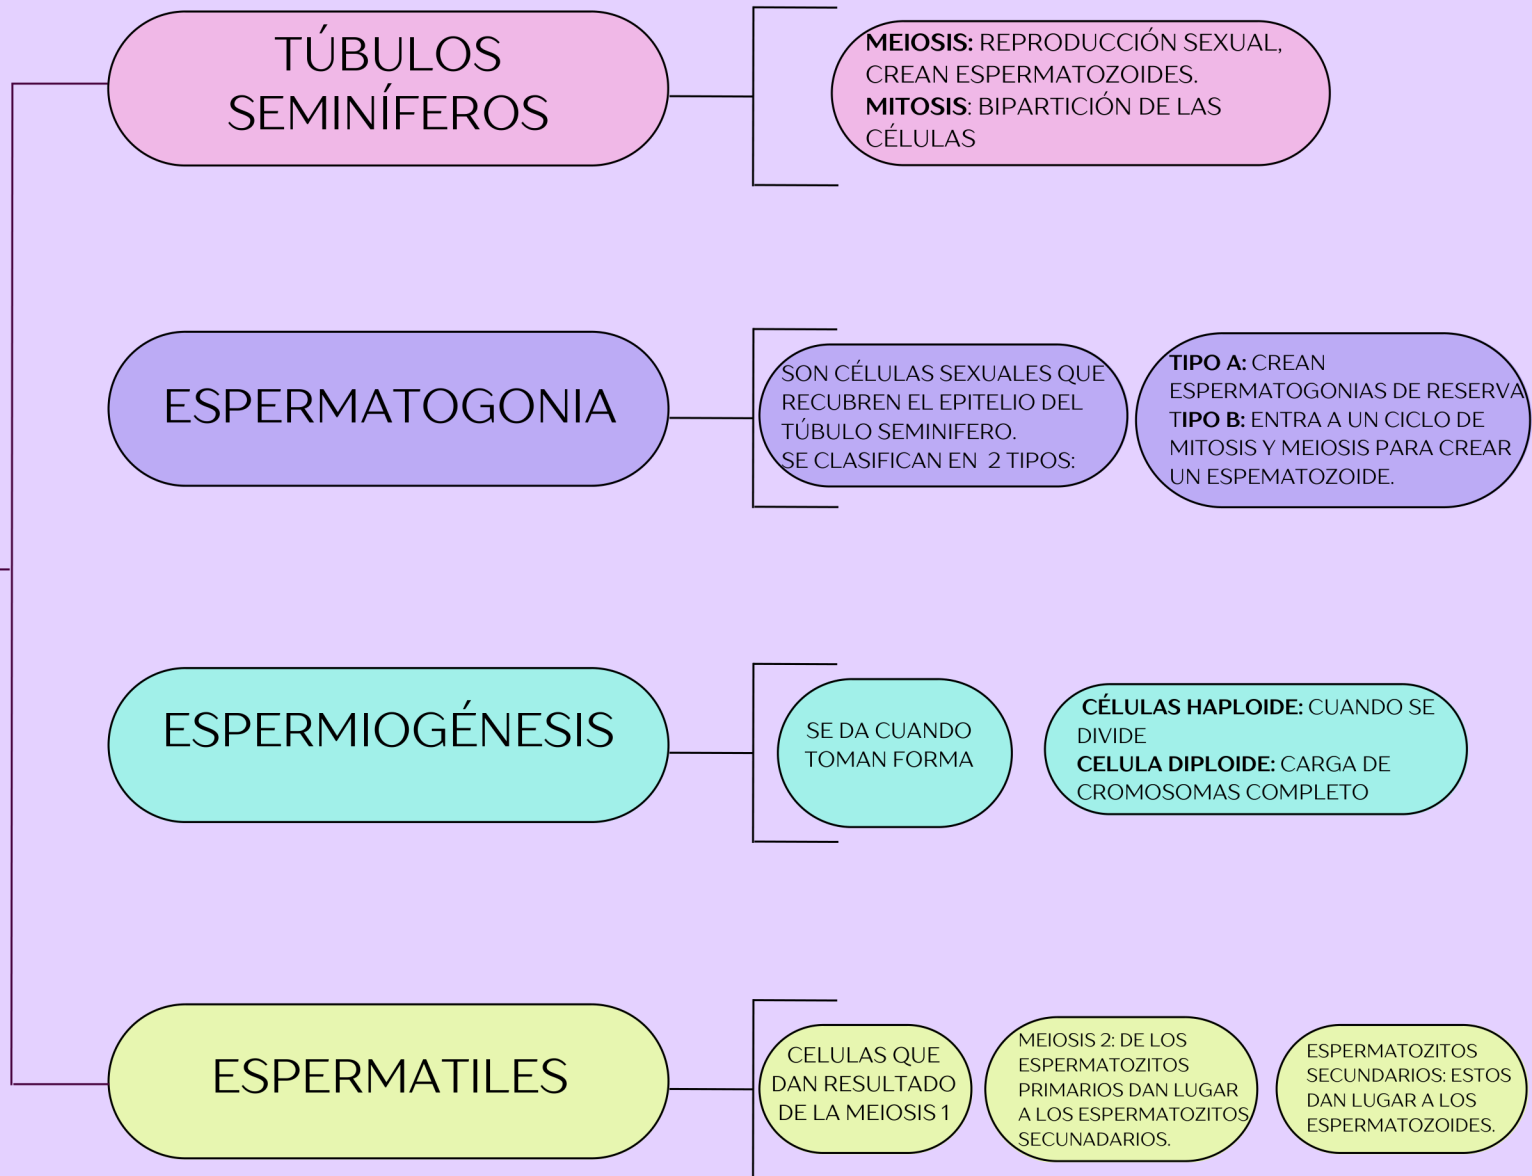 TÚBULOS
SEMINÍFEROS
MEIOSIS: REPRODUCCIÓN SEXUAL,
CREAN ESPERMATOZOIDES.
MITOSIS: BIPARTICIÓN DE LAS
CÉLULAS
ESPERMATOGONIA
SON CÉLULAS SEXUALES QUE
RECUBREN EL EPITELIO DEL
TÚBULO SEMINIFERO.
SE CLASIFICAN EN 2 TIPOS:
TIPO A: CREAN
ESPERMATOGONIAS DE RESERVA
TIPO B: ENTRA A UN CICLO DE
MITOSIS Y MEIOSIS PARA CREAR
UN ESPEMATOZOIDE.
ESPERMIOGÉNESIS
SE DA CUANDO
TOMAN FORMA
CÉLULAS HAPLOIDE: CUANDO SE
DIVIDE
CELULA DIPLOIDE: CARGA DE
CROMOSOMAS COMPLETO
ESPERMATILES
CELULAS QUE
DAN RESULTADO
DE LA MEIOSIS 1
MEIOSIS 2: DE LOS
ESPERMATOZITOS
PRIMARIOS DAN LUGAR
A LOS ESPERMATOZITOS
SECUNADARIOS.
ESPERMATOZITOS
SECUNDARIOS: ESTOS
DAN LUGAR A LOS
ESPERMATOZOIDES.